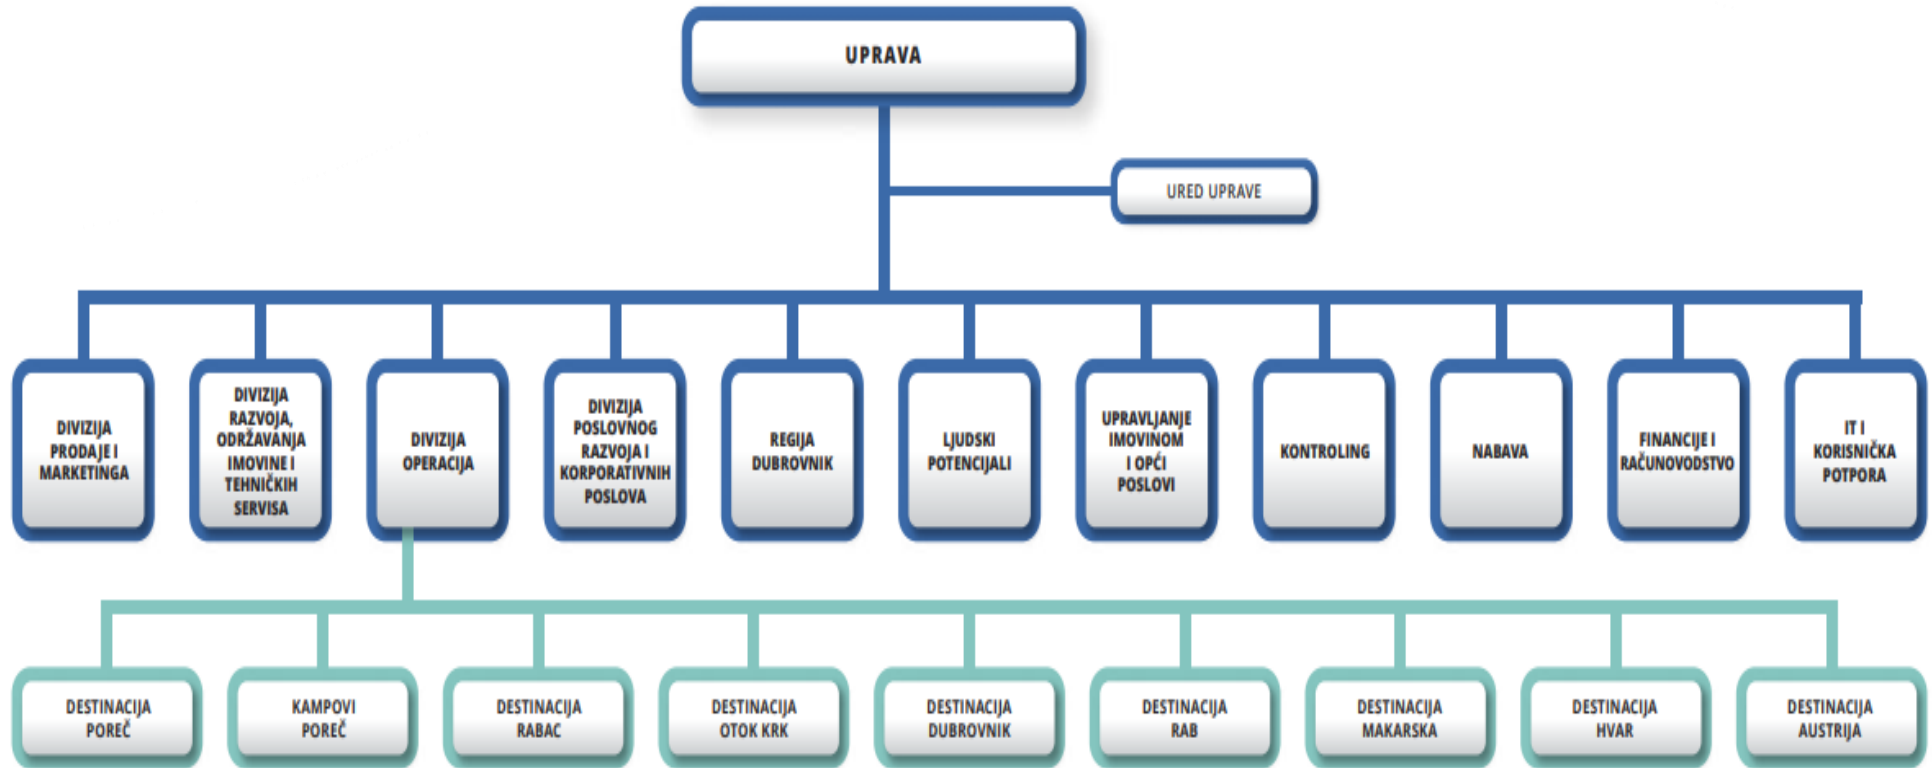 UPRAVA
URED UPRAVE
DIVIZIJA
PRODAJE I
MARKETINGA
DIVIZIJA
RAZVOJA,
ODRŽAVANJA
IMOVINE I
TEHNIČKIH
SERVISA
DIVIZIJA
OPERACIJA
DIVIZIJA
POSLOVNOG
RAZVOJA I
KORPORATIVNIH
POSLOVA
REGIJA
DUBROVNIK
LJUDSKI
POTENCIJALI
UPRAVLJANJE
IMOVINOM
I OPĆI
POSLOVI
KONTROLING
NABAVA
FINANCIJE I
RAČUNOVODSTVO
IT I
KORISNIČKA
POTPORA
DESTINACIJA
POREČ
KAMPOVI
POREČ
DESTINACIJA
RABAC
DESTINACIJA
OTOK KRK
DESTINACIJA
DUBROVNIK
DESTINACIJA
RAB
DESTINACIJA
MAKARSKA
DESTINACIJA
HVAR
DESTINACIJA
AUSTRIJA